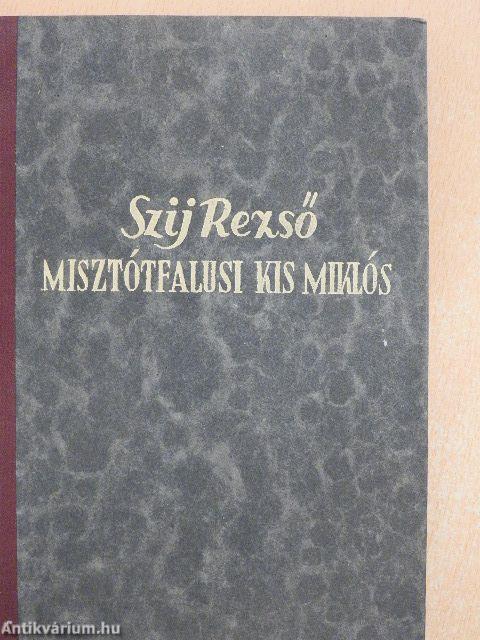 Szij Rezső
MISZTÓTFALUSI KIS MIKLÓS
Antikvárium.hu